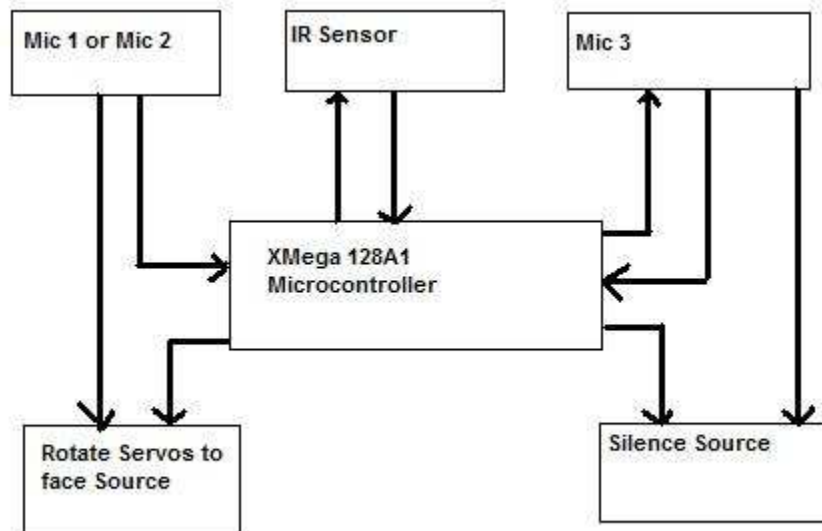 Mic 1 or Mic 2
IR Sensor
Mic 3
XMega 128A1
Microcontroller
Rotate Servos to
face Source
Silence Source